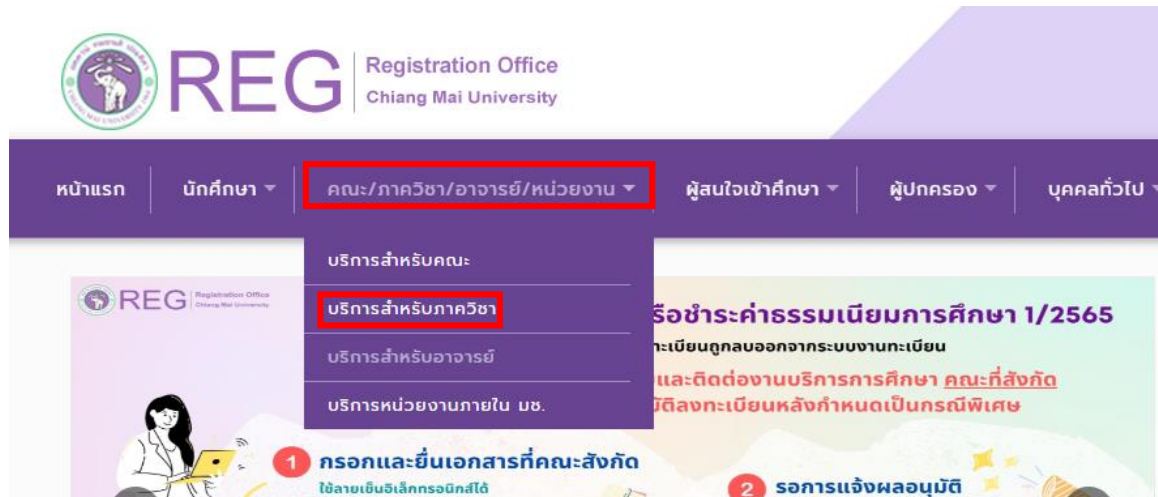 REG
Registration Office
Chiang Mai University
หน้าแรก
นักศึกษา
คณะ/ภาควิชา/อาจารย์/หน่วยงาน
ผู้สนใจเข้าศึกษา
ผู้ปกครอง
บุคคลทั่วไป
บริการสำหรับคณะ
บริการสำหรับภาควิชา
บริการสำหรับอาจารย์
บริการหน่วยงานภายใน มช.
REG
Registration Office
Chiang Mai University
รือชำระค่าธรรมเนียมการศึกษา 1/2565
ทะเบียนถูกลบออกจากระบบงานทะเบียน
และติดต่องานบริการการศึกษา คณะที่สังกัด
มัติลงทะเบียนหลังกำหนดเป็นกรณีพิเศษ
1 กรอกและยื่นเอกสารที่คณะสังกัด
ใช้ลายเซ็นอิเล็กทรอนิกส์ได้
2 รอการแจ้งผลอนุมัติ